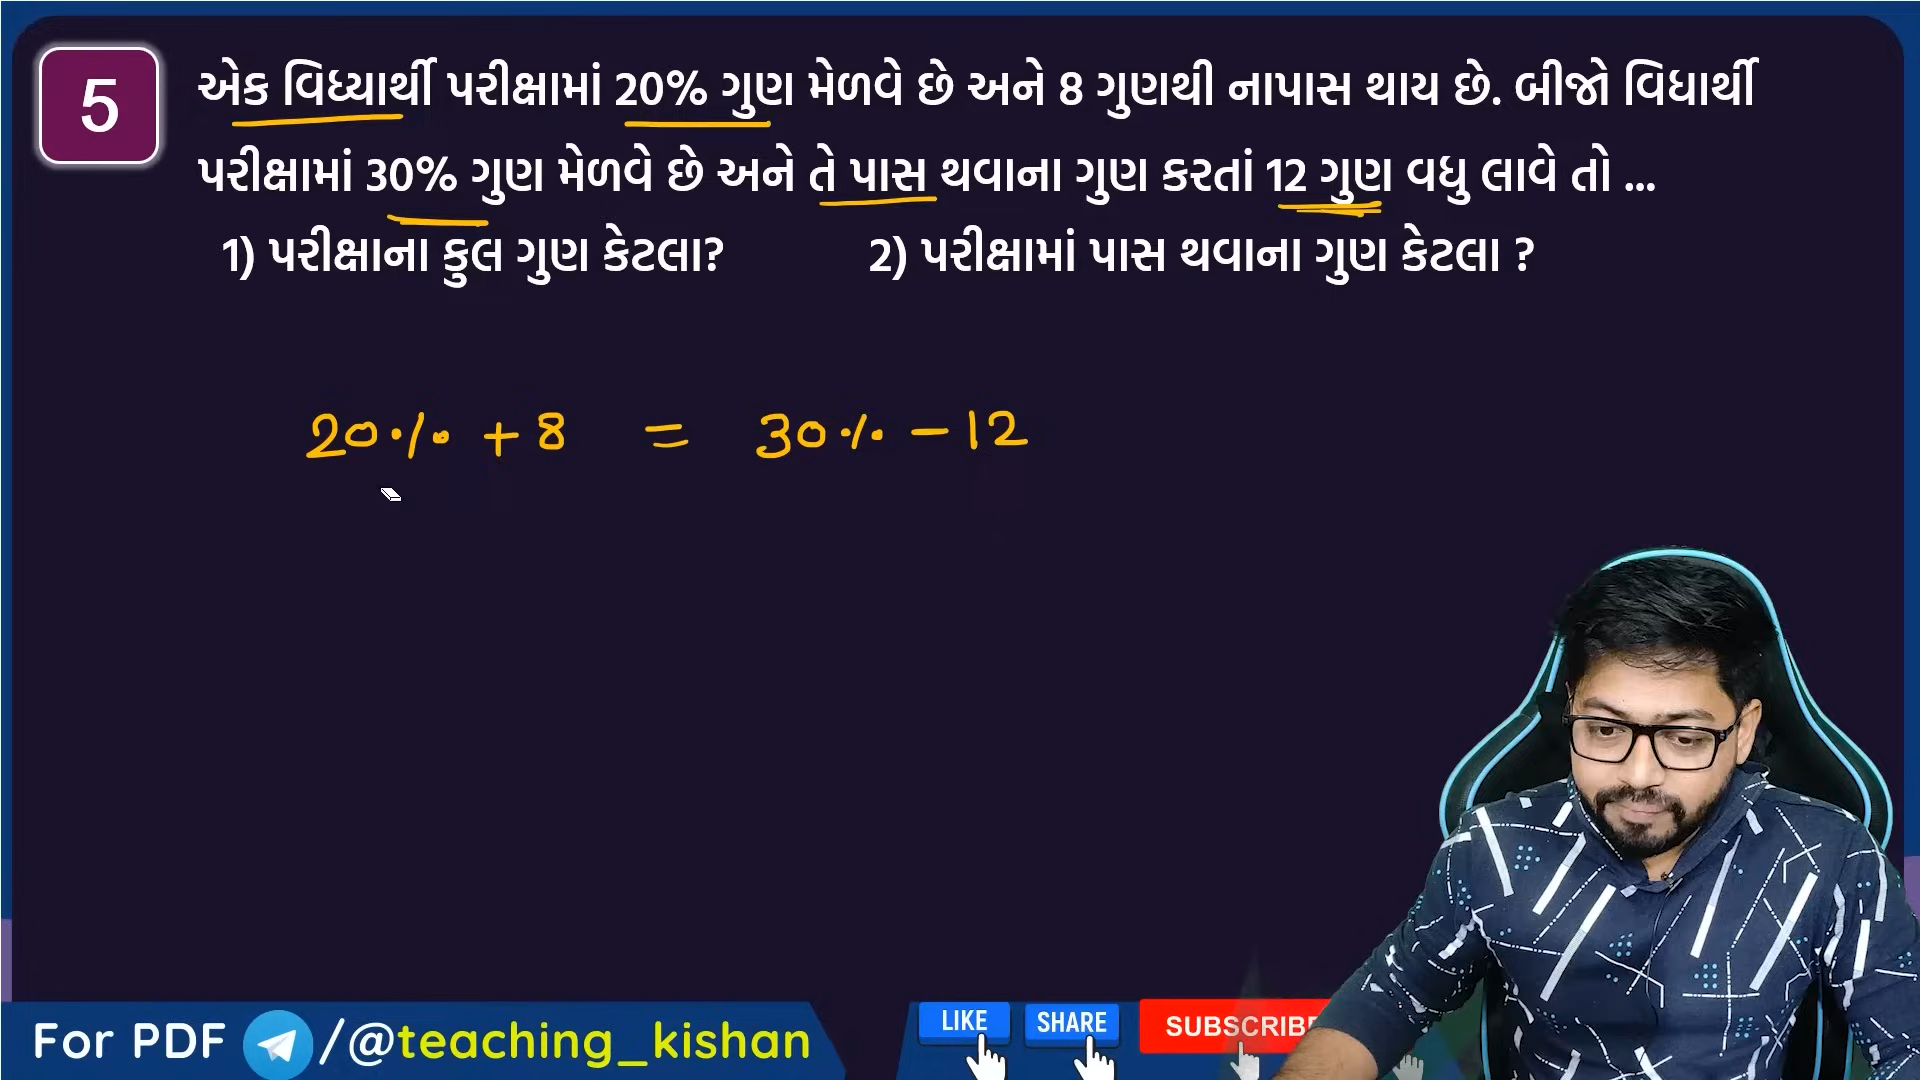 5
એક વિધ્યાર્થી પરીક્ષામાં 20% ગુણ મેળવે છે અને 8 ગુણથી નાપાસ થાય છે. બીજો વિધાર્થી
પરીક્ષામાં 30% ગુણ મેળવે છે અને તે પાસ થવાના ગુણ કરતાં 12 ગુણ વધુ લાવે તો ...
1) પરીક્ષાના કુલ ગુણ કેટલા? 2) પરીક્ષામાં પાસ થવાના ગુણ કેટલા ?
20% + 8 = 30% - 12
For PDF /@teaching_kishan
LIKE SHARE SUBSCRIBE